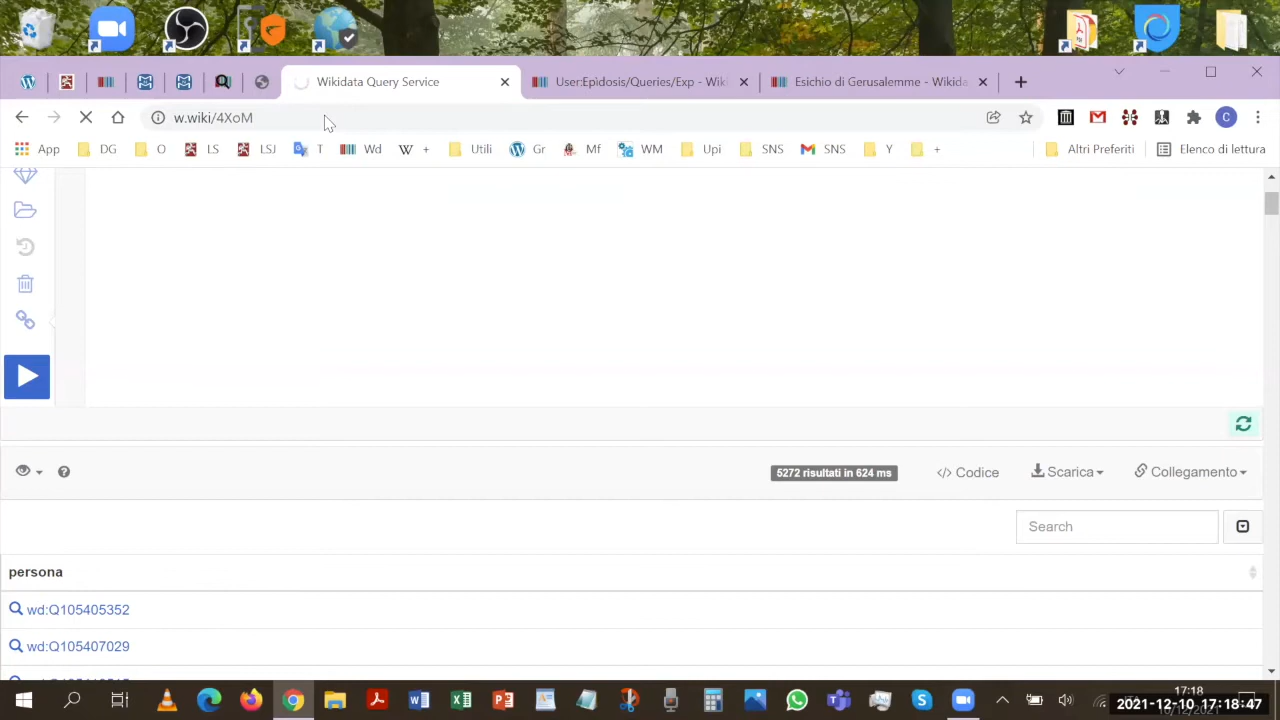 Wikidata Query Service
User:Epìdosis/Queries/Exp - Wiki
Esichio di Gerusalemme - Wikida
w.wiki/4XoM
App DG O LS LSJ T Wd + Utili Gr Mf WM Upi SNS SNS Y + Altri Preferiti Elenco di lettura
5272 risultati in 624 ms
</> Codice
Scarica
Collegamento
Search
persona
wd:Q105405352
wd:Q105407029
17:18
2021-12-10 17:18:47